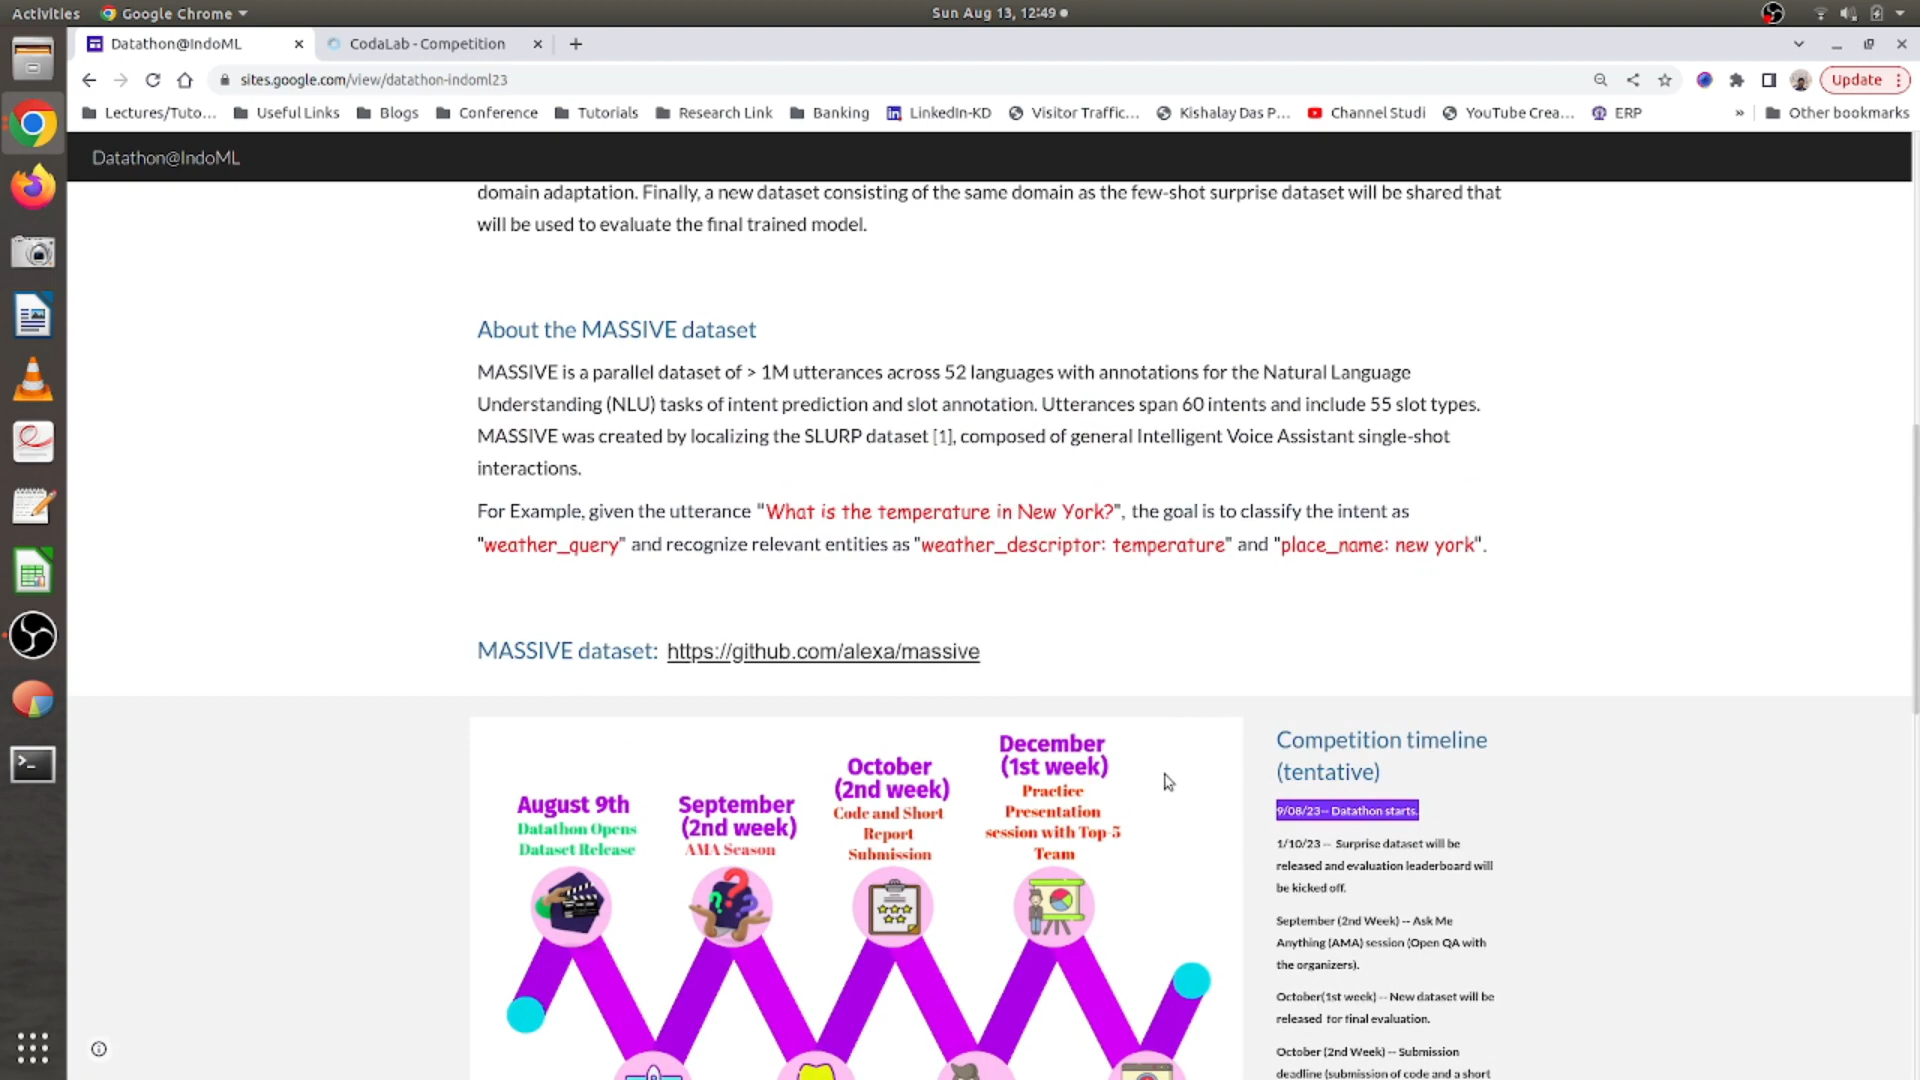 Activities
Google Chrome
Sun Aug 13, 12:49
Datathon@IndoML
CodaLab - Competition
sites.google.com/view/datathon-indoml23
Update
Lectures/Tuto...
Useful Links
Blogs
Conference
Tutorials
Research Link
Banking
LinkedIn-KD
Visitor Traffic...
Kishalay Das P...
Channel Studi
YouTube Crea...
ERP
»
Other bookmarks
Datathon@IndoML
domain adaptation. Finally, a new dataset consisting of the same domain as the few-shot surprise dataset will be shared that
will be used to evaluate the final trained model.
About the MASSIVE dataset
MASSIVE is a parallel dataset of > 1M utterances across 52 languages with annotations for the Natural Language
Understanding (NLU) tasks of intent prediction and slot annotation. Utterances span 60 intents and include 55 slot types.
MASSIVE was created by localizing the SLURP dataset [1], composed of general Intelligent Voice Assistant single-shot
interactions.
For Example, given the utterance "What is the temperature in New York?", the goal is to classify the intent as
"weather_query" and recognize relevant entities as "weather_descriptor: temperature" and "place_name: new york".
MASSIVE dataset: https://github.com/alexa/massive
August 9th
Datathon Opens
Dataset Release
September
(2nd week)
AMA Season
October
(2nd week)
Code and Short
Report
Submission
December
(1st week)
Practice
Presentation
session with Top-5
Team
Competition timeline
(tentative)
9/08/23-- Datathon starts.
1/10/23 -- Surprise dataset will be
released and evaluation leaderboard will
be kicked off.
September (2nd Week) -- Ask Me
Anything (AMA) session (Open QA with
the organizers).
October(1st week) -- New dataset will be
released for final evaluation.
October (2nd Week) -- Submission
deadline (submission of code and a short